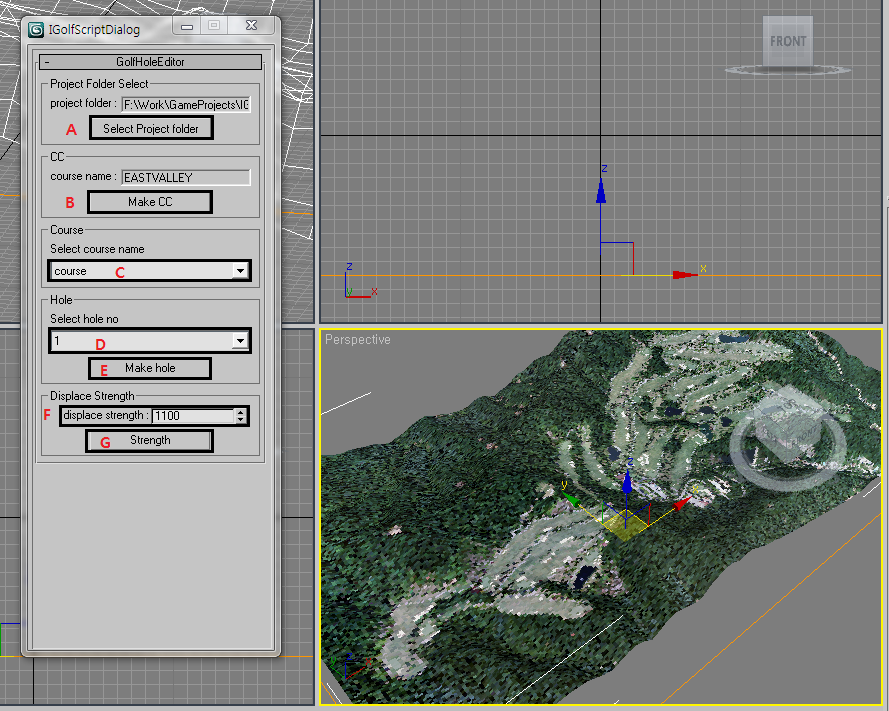 IGolfScriptDialog
- GolfHoleEditor
Project Folder Select
project folder : F:\Work\GameProjects\IG
A Select Project folder
CC
course name : EASTVALLEY
B Make CC
Course
Select course name
course C
Hole
Select hole no
1 D
E Make hole
Displace Strength
F displace strength : 1100
G Strength
FRONT
z
x
z
y x
Perspective
z
y